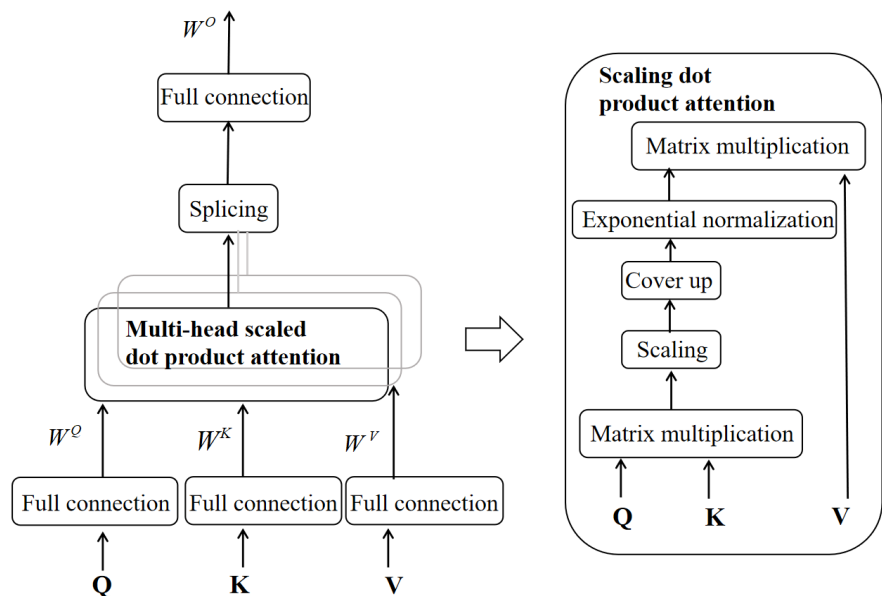 W^O
Full connection
Splicing
Multi-head scaled
dot product attention
W^Q
W^K
W^V
Full connection
Full connection
Full connection
Q
K
V
Scaling dot
product attention
Matrix multiplication
Exponential normalization
Cover up
Scaling
Matrix multiplication
Q
K
V